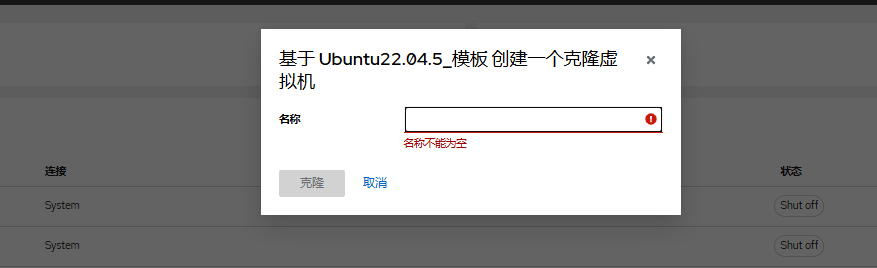 基于 Ubuntu22.04.5_模板 创建一个克隆虚
拟机
名称
名称不能为空
克隆
取消
连接
状态
System
Shut off
System
Shut off